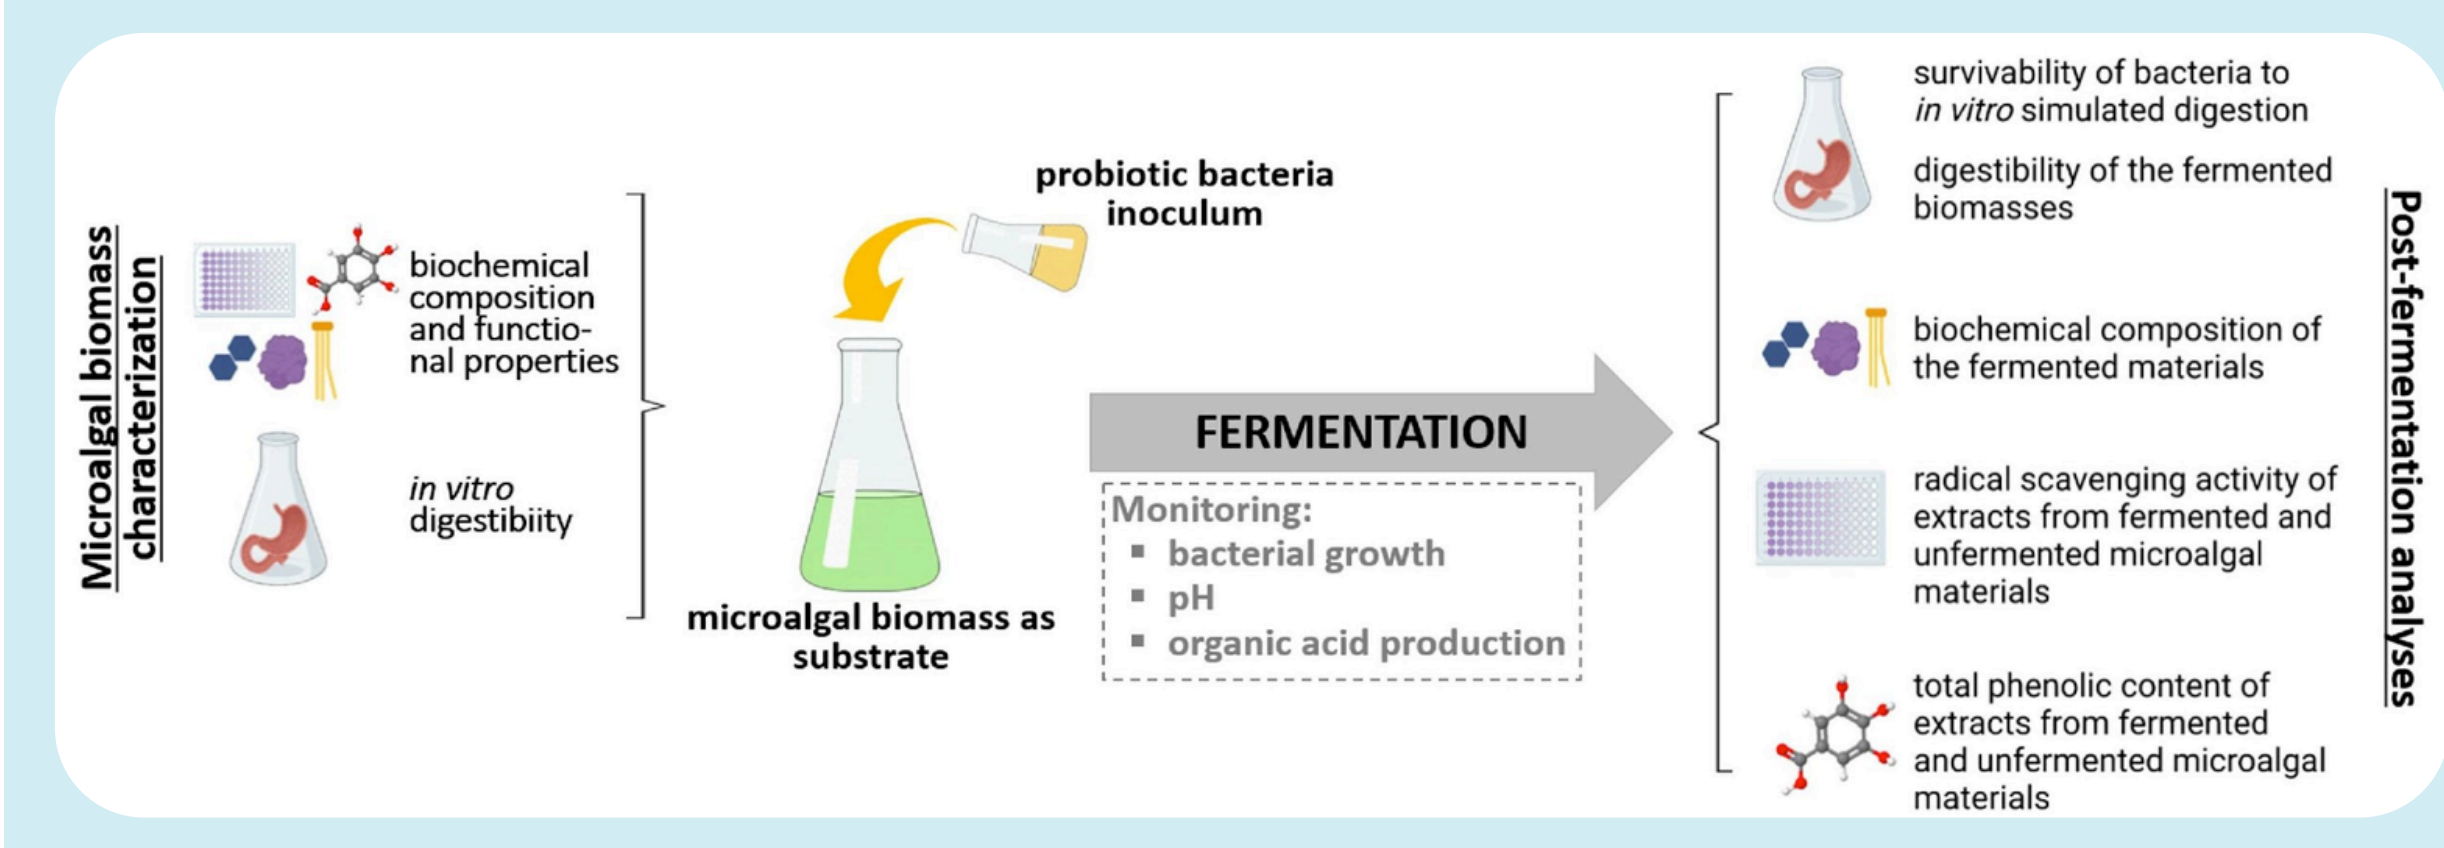 Microalgal biomass
characterization
biochemical
composition
and functio-
nal properties
in vitro
digestibiity
probiotic bacteria
inoculum
microalgal biomass as
substrate
FERMENTATION
Monitoring:
▪ bacterial growth
▪ pH
▪ organic acid production
survivability of bacteria to
in vitro simulated digestion
digestibility of the fermented
biomasses
biochemical composition of
the fermented materials
radical scavenging activity of
extracts from fermented and
unfermented microalgal
materials
total phenolic content of
extracts from fermented
and unfermented microalgal
materials
Post-fermentation analyses